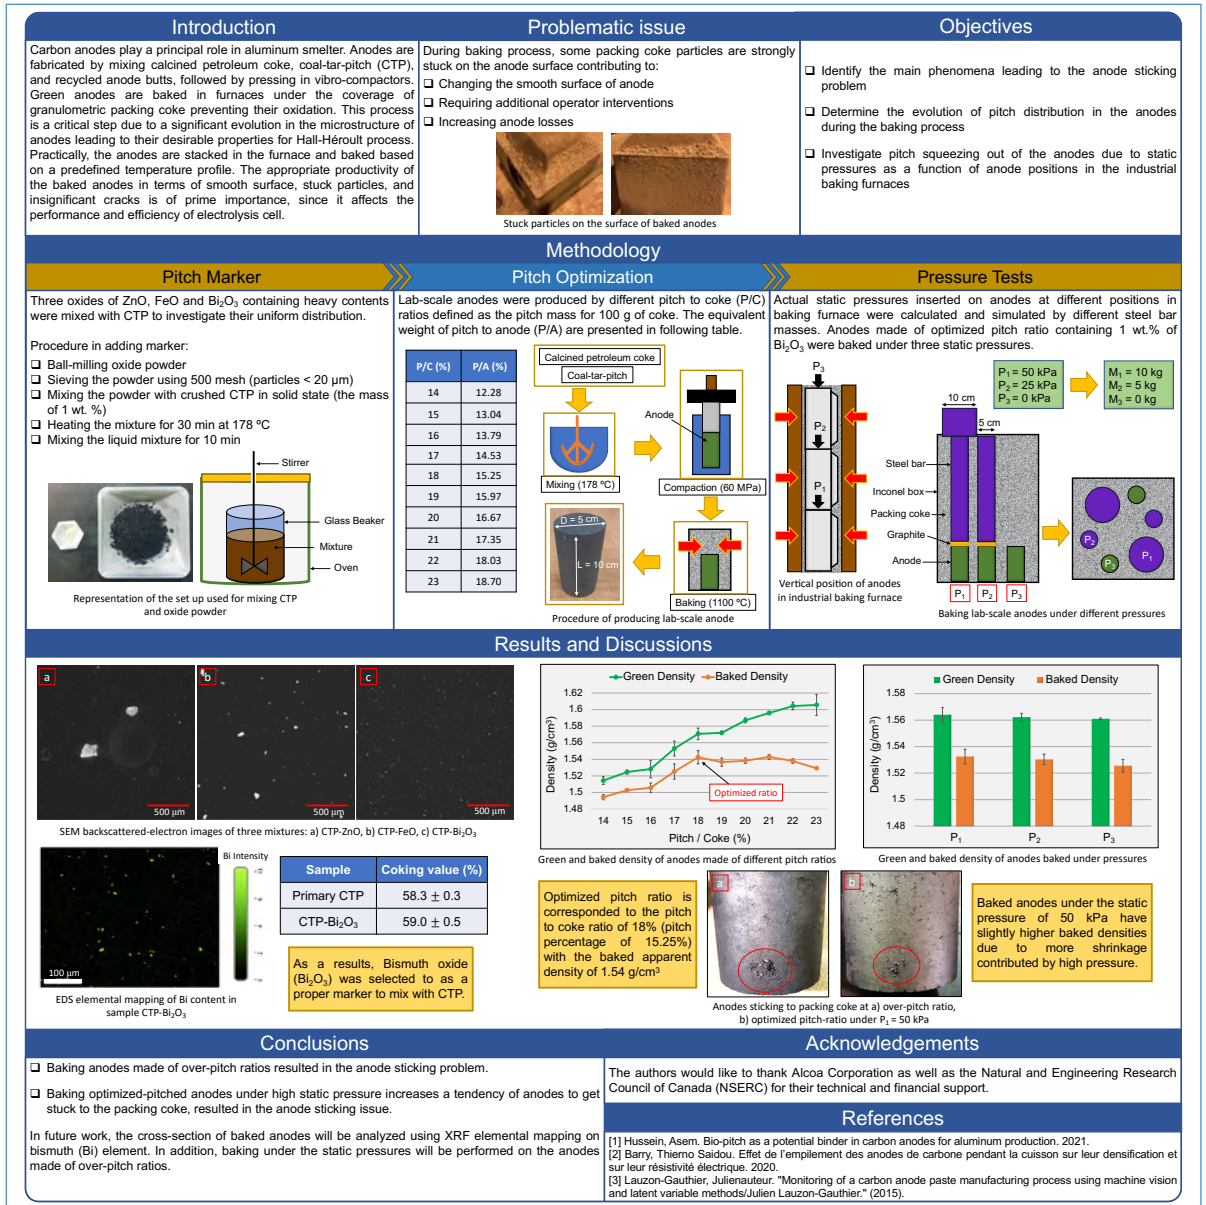 Introduction
Carbon anodes play a principal role in aluminum smelter. Anodes are
fabricated by mixing calcined petroleum coke, coal-tar-pitch (CTP),
and recycled anode butts, followed by pressing in vibro-compactors.
Green anodes are baked in furnaces under the coverage of
granulometric packing coke preventing their oxidation. This process
is a critical step due to a significant evolution in the microstructure of
anodes leading to their desirable properties for Hall-Héroult process.
Practically, the anodes are stacked in the furnace and baked based
on a predefined temperature profile. The appropriate productivity of
the baked anodes in terms of smooth surface, stuck particles, and
insignificant cracks is of prime importance, since it affects the
performance and efficiency of electrolysis cell.
Problematic issue
During baking process, some packing coke particles are strongly
stuck on the anode surface contributing to:
❑ Changing the smooth surface of anode
❑ Requiring additional operator interventions
❑ Increasing anode losses
Stuck particles on the surface of baked anodes
Objectives
❑ Identify the main phenomena leading to the anode sticking
problem
❑ Determine the evolution of pitch distribution in the anodes
during the baking process
❑ Investigate pitch squeezing out of the anodes due to static
pressures as a function of anode positions in the industrial
baking furnaces
Methodology
Pitch Marker
Three oxides of ZnO, FeO and Bi₂O₃ containing heavy contents
were mixed with CTP to investigate their uniform distribution.
Procedure in adding marker:
❑ Ball-milling oxide powder
❑ Sieving the powder using 500 mesh (particles < 20 µm)
❑ Mixing the powder with crushed CTP in solid state (the mass
of 1 wt. %)
❑ Heating the mixture for 30 min at 178 ºC
❑ Mixing the liquid mixture for 10 min
Stirrer
Glass Beaker
Mixture
Oven
Representation of the set up used for mixing CTP
and oxide powder
Pitch Optimization
Lab-scale anodes were produced by different pitch to coke (P/C)
ratios defined as the pitch mass for 100 g of coke. The equivalent
weight of pitch to anode (P/A) are presented in following table.
P/C (%) P/A (%)
14 12.28
15 13.04
16 13.79
17 14.53
18 15.25
19 15.97
20 16.67
21 17.35
22 18.03
23 18.70
Calcined petroleum coke
Coal-tar-pitch
Anode
Mixing (178 ºC)
Compaction (60 MPa)
D = 5 cm
L = 10 cm
Baking (1100 ºC)
Procedure of producing lab-scale anode
Pressure Tests
Actual static pressures inserted on anodes at different positions in
baking furnace were calculated and simulated by different steel bar
masses. Anodes made of optimized pitch ratio containing 1 wt.% of
Bi₂O₃ were baked under three static pressures.
P₃
P₂
P₁
Vertical position of anodes
in industrial baking furnace
P₁ = 50 kPa
P₂ = 25 kPa
P₃ = 0 kPa
M₁ = 10 kg
M₂ = 5 kg
M₃ = 0 kg
10 cm
5 cm
Steel bar
Inconel box
Packing coke
Graphite
Anode
P₁ P₂ P₃
P₂
P₁
P₃
Baking lab-scale anodes under different pressures
Results and Discussions
a
500 µm
b
500 µm
c
500 µm
SEM backscattered-electron images of three mixtures: a) CTP-ZnO, b) CTP-FeO, c) CTP-Bi₂O₃
100 µm
Bi Intensity
EDS elemental mapping of Bi content in
sample CTP-Bi₂O₃
Sample Coking value (%)
Primary CTP 58.3 ± 0.3
CTP-Bi₂O₃ 59.0 ± 0.5
As a results, Bismuth oxide
(Bi₂O₃) was selected to as a
proper marker to mix with CTP.
Green Density Baked Density
Density (g/cm³)
1.62
1.6
1.58
1.56
1.54
1.52
1.5
1.48
Optimized ratio
14 15 16 17 18 19 20 21 22 23
Pitch / Coke (%)
Green and baked density of anodes made of different pitch ratios
Green Density Baked Density
Density (g/cm³)
1.58
1.56
1.54
1.52
1.5
1.48
P₁ P₂ P₃
Green and baked density of anodes baked under pressures
Optimized pitch ratio is
corresponded to the pitch
to coke ratio of 18% (pitch
percentage of 15.25%)
with the baked apparent
density of 1.54 g/cm³
a
b
Anodes sticking to packing coke at a) over-pitch ratio,
b) optimized pitch-ratio under P₁ = 50 kPa
Baked anodes under the static
pressure of 50 kPa have
slightly higher baked densities
due to more shrinkage
contributed by high pressure.
Conclusions
❑ Baking anodes made of over-pitch ratios resulted in the anode sticking problem.
❑ Baking optimized-pitched anodes under high static pressure increases a tendency of anodes to get
stuck to the packing coke, resulted in the anode sticking issue.
In future work, the cross-section of baked anodes will be analyzed using XRF elemental mapping on
bismuth (Bi) element. In addition, baking under the static pressures will be performed on the anodes
made of over-pitch ratios.
Acknowledgements
The authors would like to thank Alcoa Corporation as well as the Natural and Engineering Research
Council of Canada (NSERC) for their technical and financial support.
References
[1] Hussein, Asem. Bio-pitch as a potential binder in carbon anodes for aluminum production. 2021.
[2] Barry, Thierno Saidou. Effet de l'empilement des anodes de carbone pendant la cuisson sur leur densification et
sur leur résistivité électrique. 2020.
[3] Lauzon-Gauthier, Julienauteur. "Monitoring of a carbon anode paste manufacturing process using machine vision
and latent variable methods/Julien Lauzon-Gauthier." (2015).